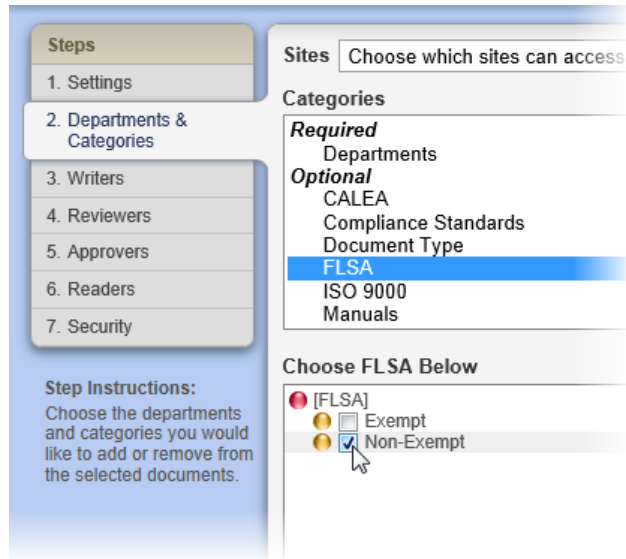 Steps
1. Settings
2. Departments &
Categories
3. Writers
4. Reviewers
5. Approvers
6. Readers
7. Security
Step Instructions:
Choose the departments
and categories you would
like to add or remove from
the selected documents.
Sites Choose which sites can access
Categories
Required
Departments
Optional
CALEA
Compliance Standards
Document Type
FLSA
ISO 9000
Manuals
Choose FLSA Below
[FLSA]
Exempt
Non-Exempt